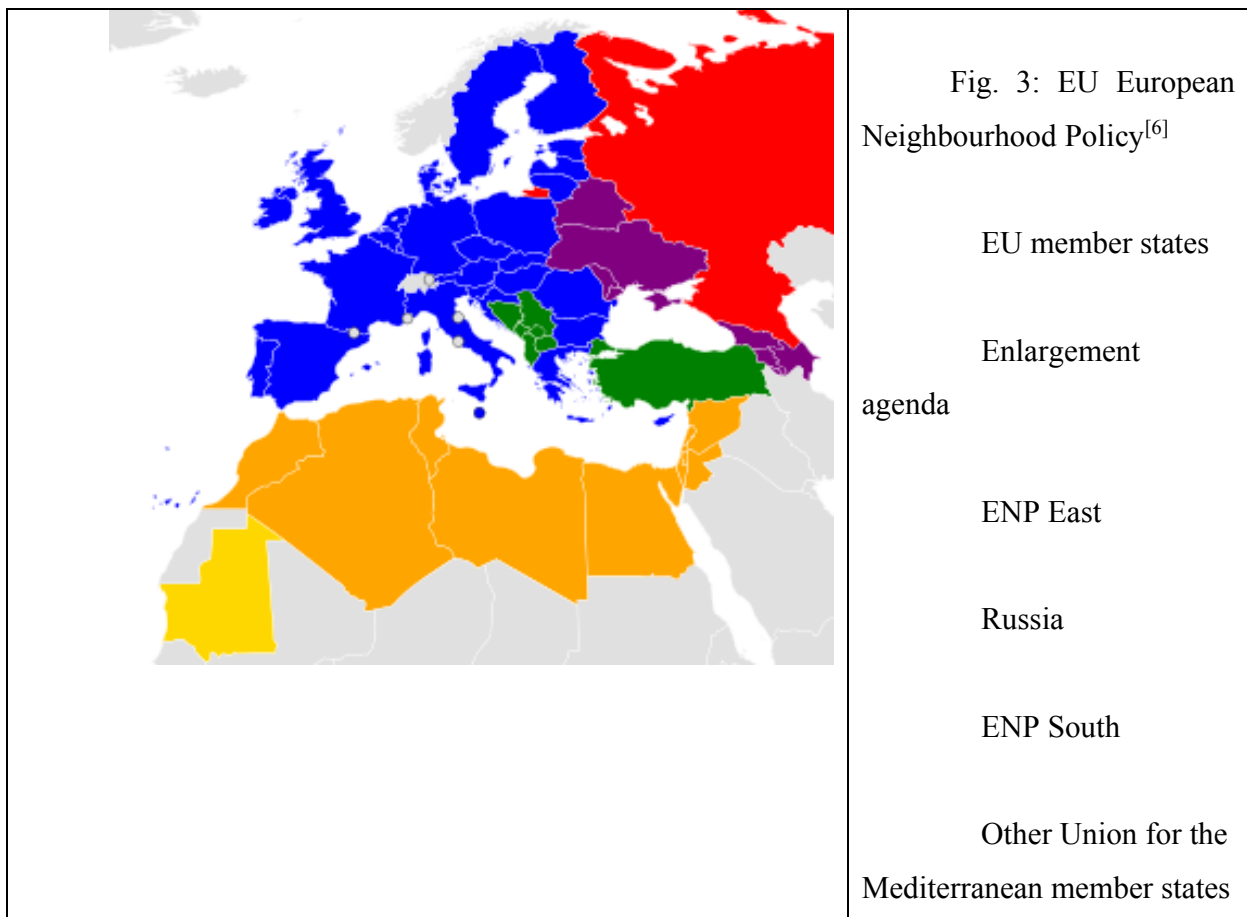 Fig. 3: EU European
Neighbourhood Policy[6]
EU member states
Enlargement
agenda
ENP East
Russia
ENP South
Other Union for the
Mediterranean member states